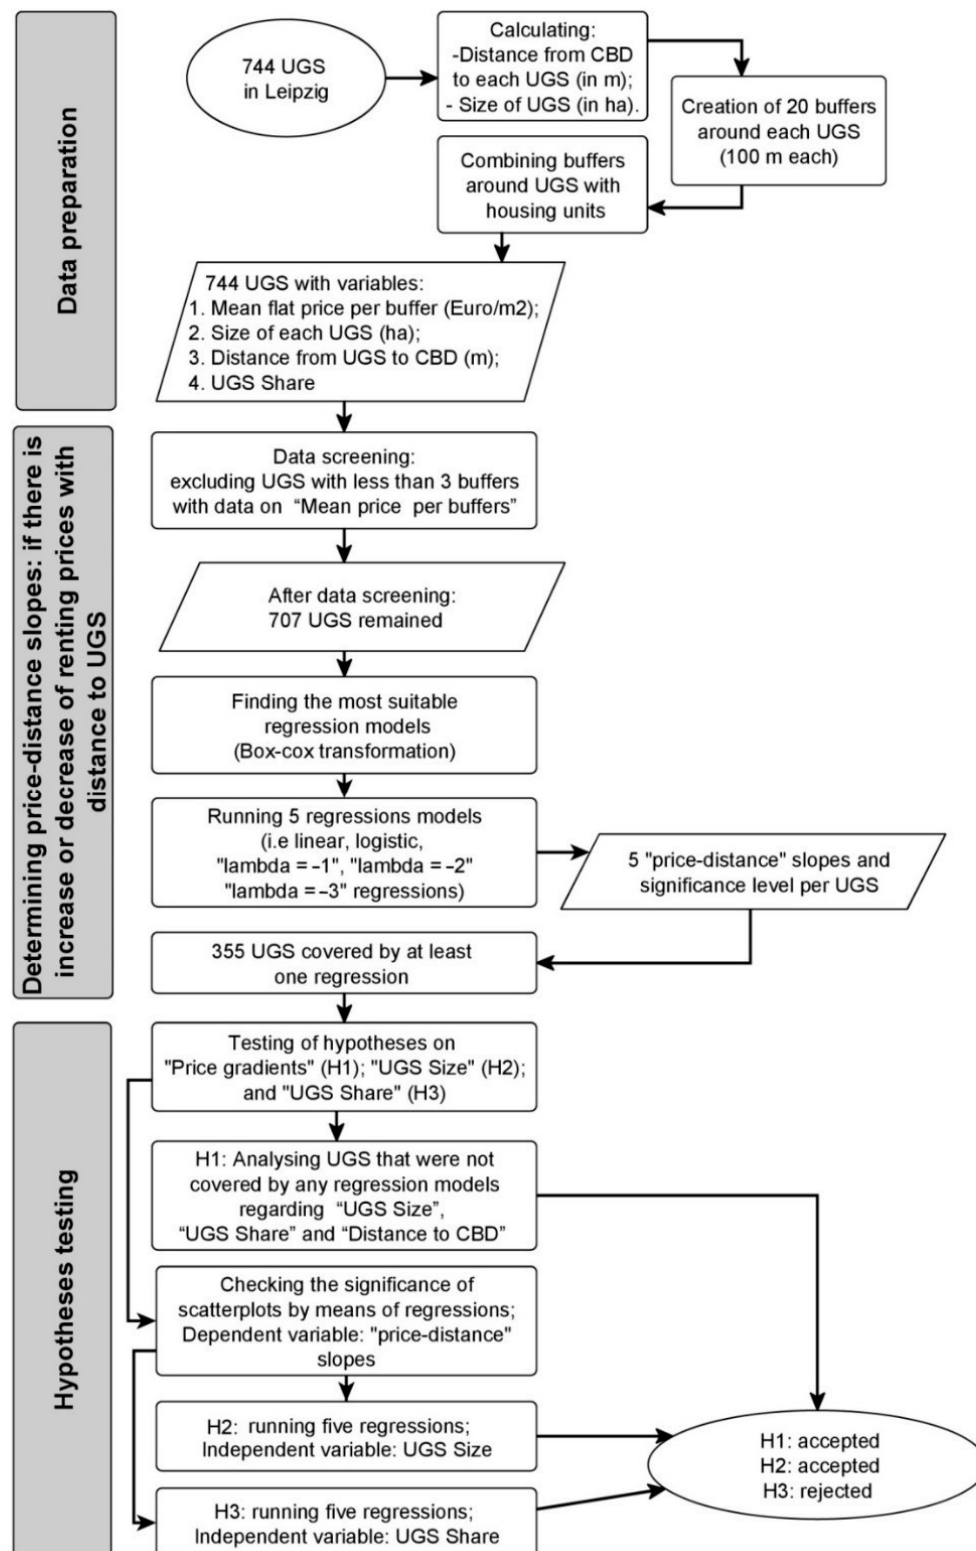 Data preparation
744 UGS
in Leipzig
Calculating:
-Distance from CBD
to each UGS (in m);
- Size of UGS (in ha).
Creation of 20 buffers
around each UGS
(100 m each)
Combining buffers
around UGS with
housing units
744 UGS with variables:
1. Mean flat price per buffer (Euro/m2);
2. Size of each UGS (ha);
3. Distance from UGS to CBD (m);
4. UGS Share
Determining price-distance slopes: if there is
increase or decrease of renting prices with
distance to UGS
Data screening:
excluding UGS with less than 3 buffers
with data on “Mean price per buffers”
After data screening:
707 UGS remained
Finding the most suitable
regression models
(Box-cox transformation)
Running 5 regressions models
(i.e linear, logistic,
"lambda = –1", "lambda = –2"
"lambda = –3" regressions)
5 "price-distance" slopes and
significance level per UGS
355 UGS covered by at least
one regression
Hypotheses testing
Testing of hypotheses on
"Price gradients" (H1); "UGS Size" (H2);
and "UGS Share" (H3)
H1: Analysing UGS that were not
covered by any regression models
regarding “UGS Size”,
“UGS Share” and “Distance to CBD”
Checking the significance of
scatterplots by means of regressions;
Dependent variable: "price-distance"
slopes
H2: running five regressions;
Independent variable: UGS Size
H3: running five regressions;
Independent variable: UGS Share
H1: accepted
H2: accepted
H3: rejected